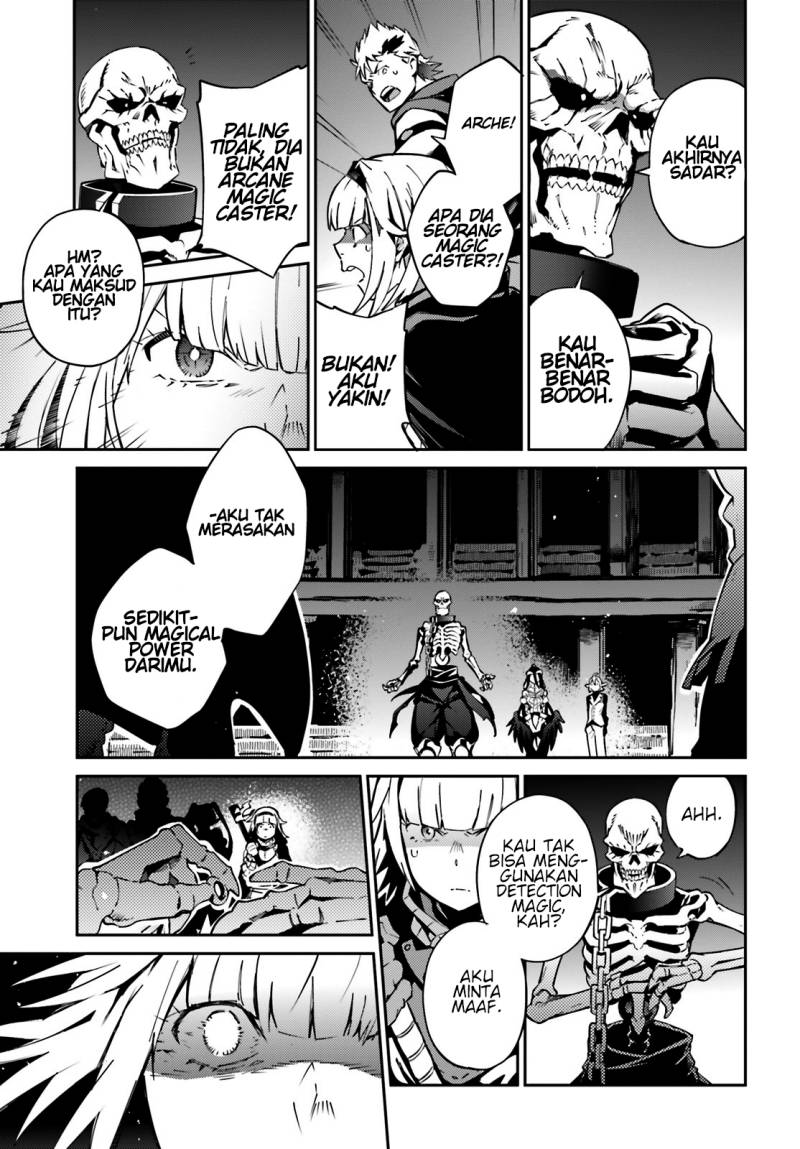 KAU
AKHIRNYA
SADAR?
KAU
BENAR-
BENAR
BODOH.
ARCHE!
APA DIA
SEORANG
MAGIC
CASTER?!
BUKAN!
AKU
YAKIN!
PALING
TIDAK, DIA
BUKAN
ARCANE
MAGIC
CASTER!
HM?
APA YANG
KAU MAKSUD
DENGAN
ITU?
-AKU TAK
MERASAKAN
SEDIKIT-
PUN MAGICAL
POWER
DARIMU.
AHH.
KAU TAK
BISA MENG-
GUNAKAN
DETECTION
MAGIC,
KAH?
AKU
MINTA
MAAF.